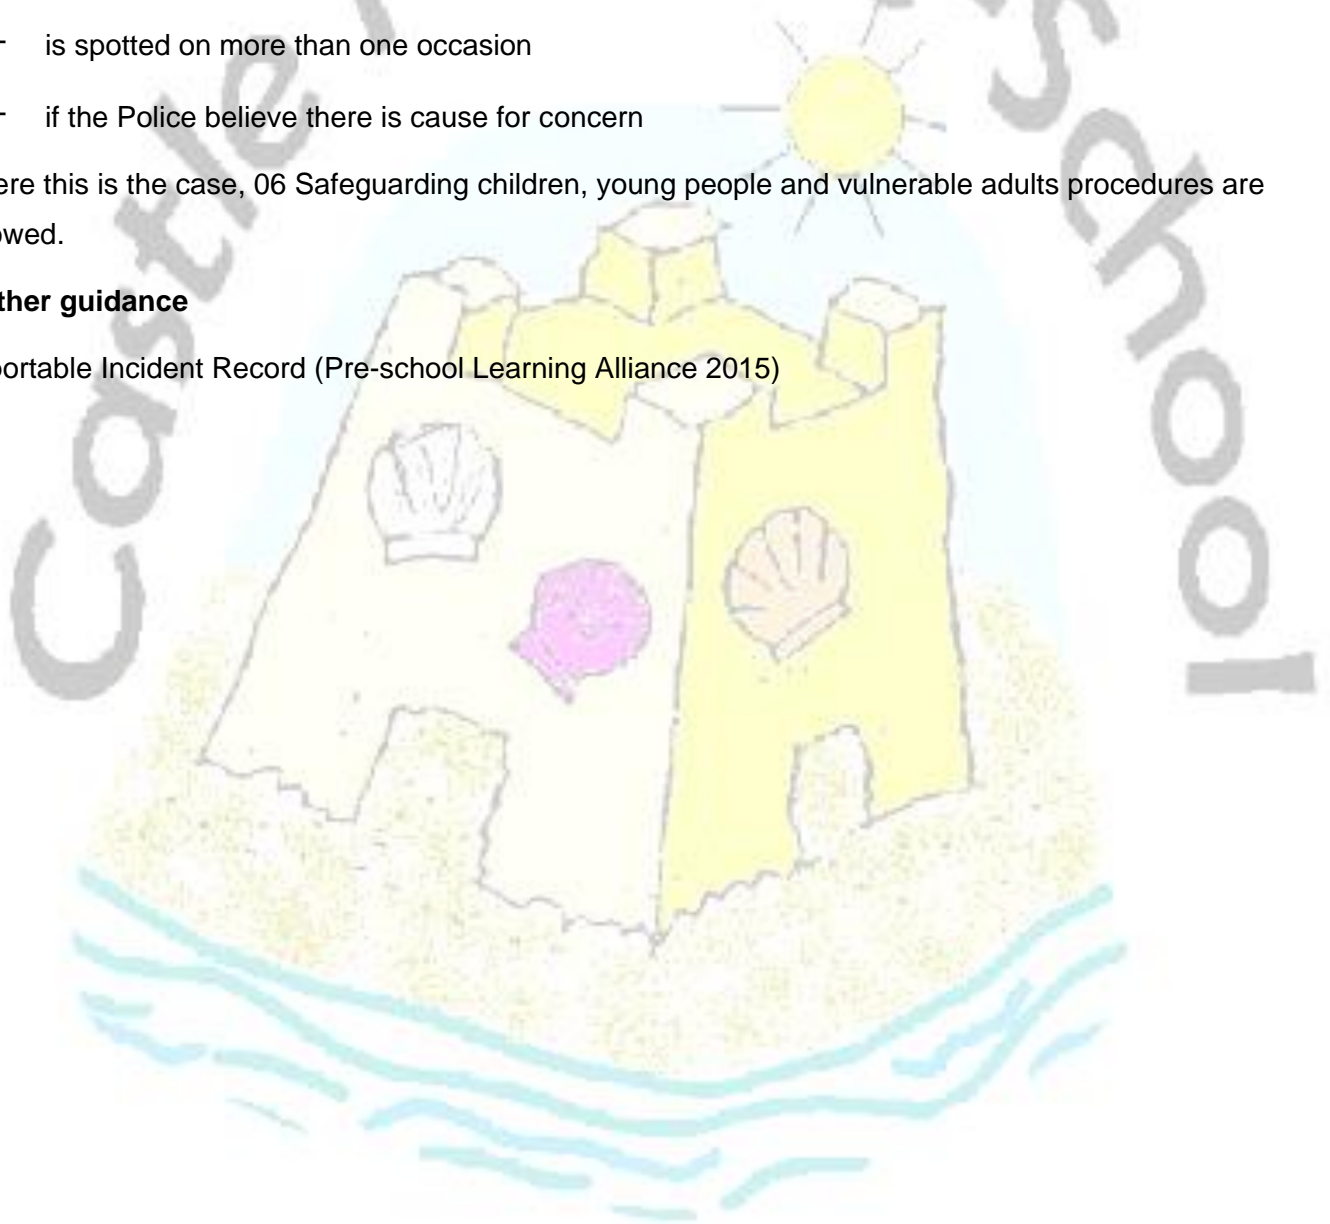 - is spotted on more than one occasion
- if the Police believe there is cause for concern
ere this is the case, 06 Safeguarding children, young people and vulnerable adults procedures are
owed.
ther guidance
portable Incident Record (Pre-school Learning Alliance 2015)
Castle
School